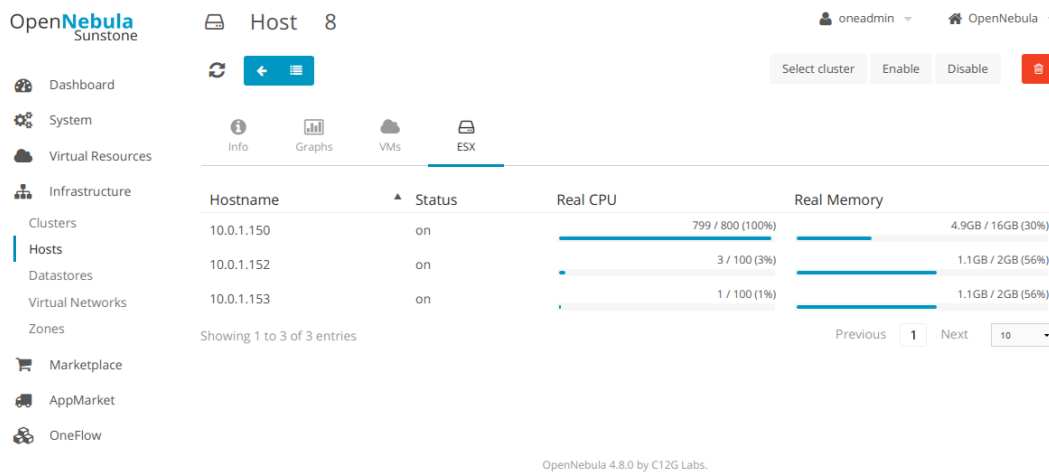 OpenNebula
Sunstone
Host 8
oneadmin
OpenNebula
Select cluster
Enable
Disable
Dashboard
System
Virtual Resources
Infrastructure
Clusters
Hosts
Datastores
Virtual Networks
Zones
Marketplace
AppMarket
OneFlow
Info
Graphs
VMs
ESX
Hostname Status Real CPU Real Memory
10.0.1.150 on 799 / 800 (100%) 4.9GB / 16GB (30%)
10.0.1.152 on 3 / 100 (3%) 1.1GB / 2GB (56%)
10.0.1.153 on 1 / 100 (1%) 1.1GB / 2GB (56%)
Showing 1 to 3 of 3 entries
Previous 1 Next 10
OpenNebula 4.8.0 by C12G Labs.